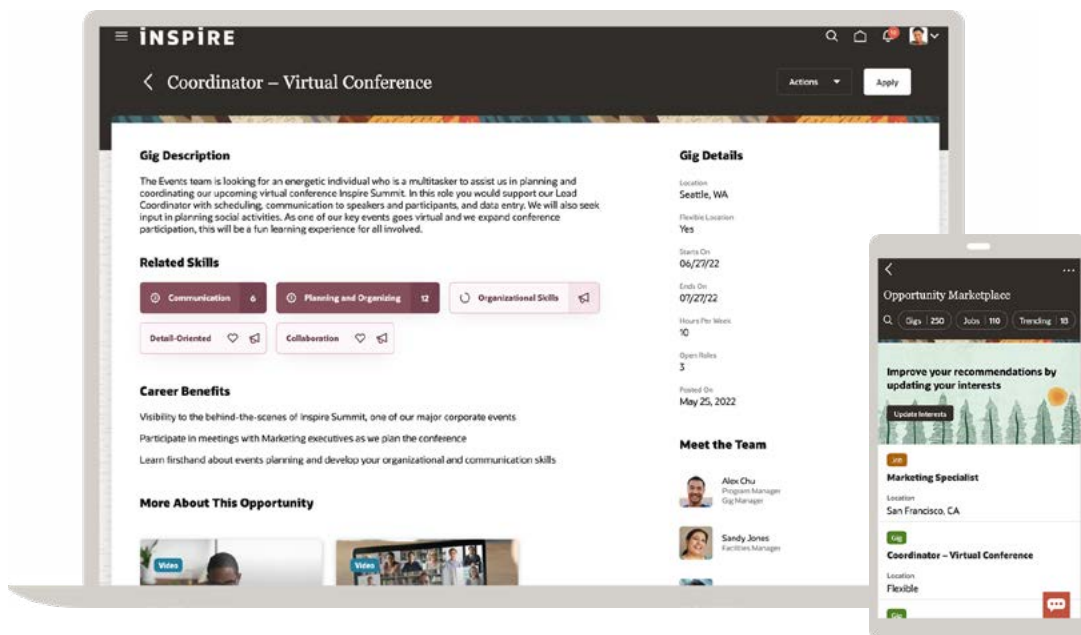 iNSPiRE
Coordinator – Virtual Conference
Actions
Apply
Gig Description
The Events team is looking for an energetic individual who is a multitasker to assist us in planning and
coordinating our upcoming virtual conference Inspire Summit. In this role you would support our Lead
Coordinator with scheduling, communication to speakers and participants, and data entry. We will also seek
input in planning social activities. As one of our key events goes virtual and we expand conference
participation, this will be a fun learning experience for all involved.
Related Skills
Communication 6
Planning and Organizing 12
Organizational Skills
Detail-Oriented
Collaboration
Career Benefits
Visibility to the behind-the-scenes of Inspire Summit, one of our major corporate events
Participate in meetings with Marketing executives as we plan the conference
Learn firsthand about events planning and develop your organizational and communication skills
More About This Opportunity
Video
Video
Gig Details
Location
Seattle, WA
Flexible Location
Yes
Starts On
06/27/22
Ends On
07/27/22
Hours Per Week
10
Open Roles
3
Posted On
May 25, 2022
Meet the Team
Alex Chu
Program Manager
Gig Manager
Sandy Jones
Facilities Manager
Opportunity Marketplace
Gigs | 250
Jobs | 110
Trending | 18
Improve your recommendations by
updating your interests
Update Interests
Job
Marketing Specialist
Location
San Francisco, CA
Gig
Coordinator – Virtual Conference
Location
Flexible
Gig